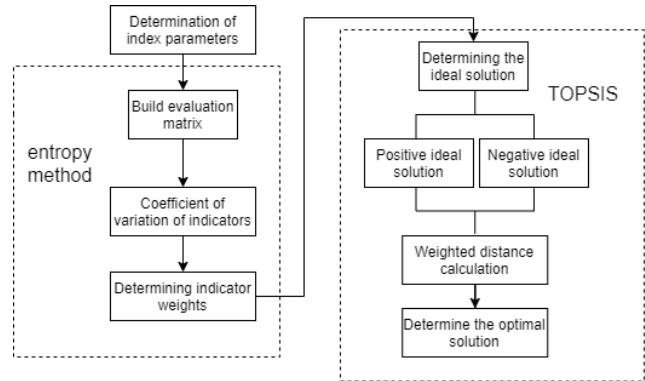 Determination of
index parameters
entropy
method
Build evaluation
matrix
Coefficient of
variation of indicators
Determining indicator
weights
TOPSIS
Determining the
ideal solution
Positive ideal
solution
Negative ideal
solution
Weighted distance
calculation
Determine the optimal
solution